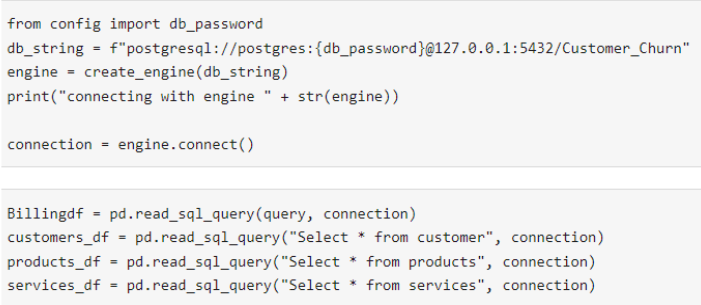 from config import db_password
db_string = f"postgresql://postgres:{db_password}@127.0.0.1:5432/Customer_Churn"
engine = create_engine(db_string)
print("connecting with engine " + str(engine))
connection = engine.connect()
Billingdf = pd.read_sql_query(query, connection)
customers_df = pd.read_sql_query("Select * from customer", connection)
products_df = pd.read_sql_query("Select * from products", connection)
services_df = pd.read_sql_query("Select * from services", connection)